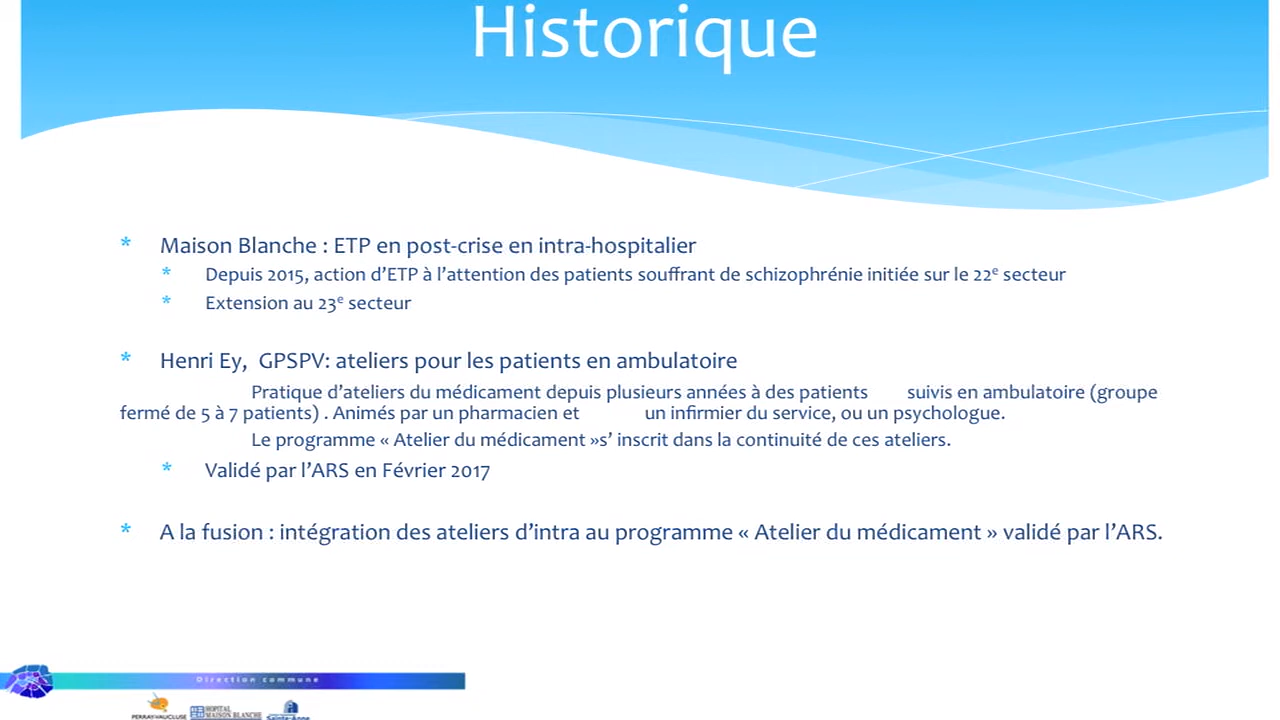 Historique
* Maison Blanche : ETP en post-crise en intra-hospitalier
* Depuis 2015, action d’ETP à l’attention des patients souffrant de schizophrénie initiée sur le 22e secteur
* Extension au 23e secteur
* Henri Ey, GPSPV: ateliers pour les patients en ambulatoire
Pratique d’ateliers du médicament depuis plusieurs années à des patients suivis en ambulatoire (groupe
fermé de 5 à 7 patients) . Animés par un pharmacien et un infirmier du service, ou un psychologue.
Le programme « Atelier du médicament »s’ inscrit dans la continuité de ces ateliers.
* Validé par l’ARS en Février 2017
* A la fusion : intégration des ateliers d’intra au programme « Atelier du médicament » validé par l’ARS.
Direction commune
PERRAY-VAUCLUSE
HOPITAL
MAISON BLANCHE
Sainte-Anne